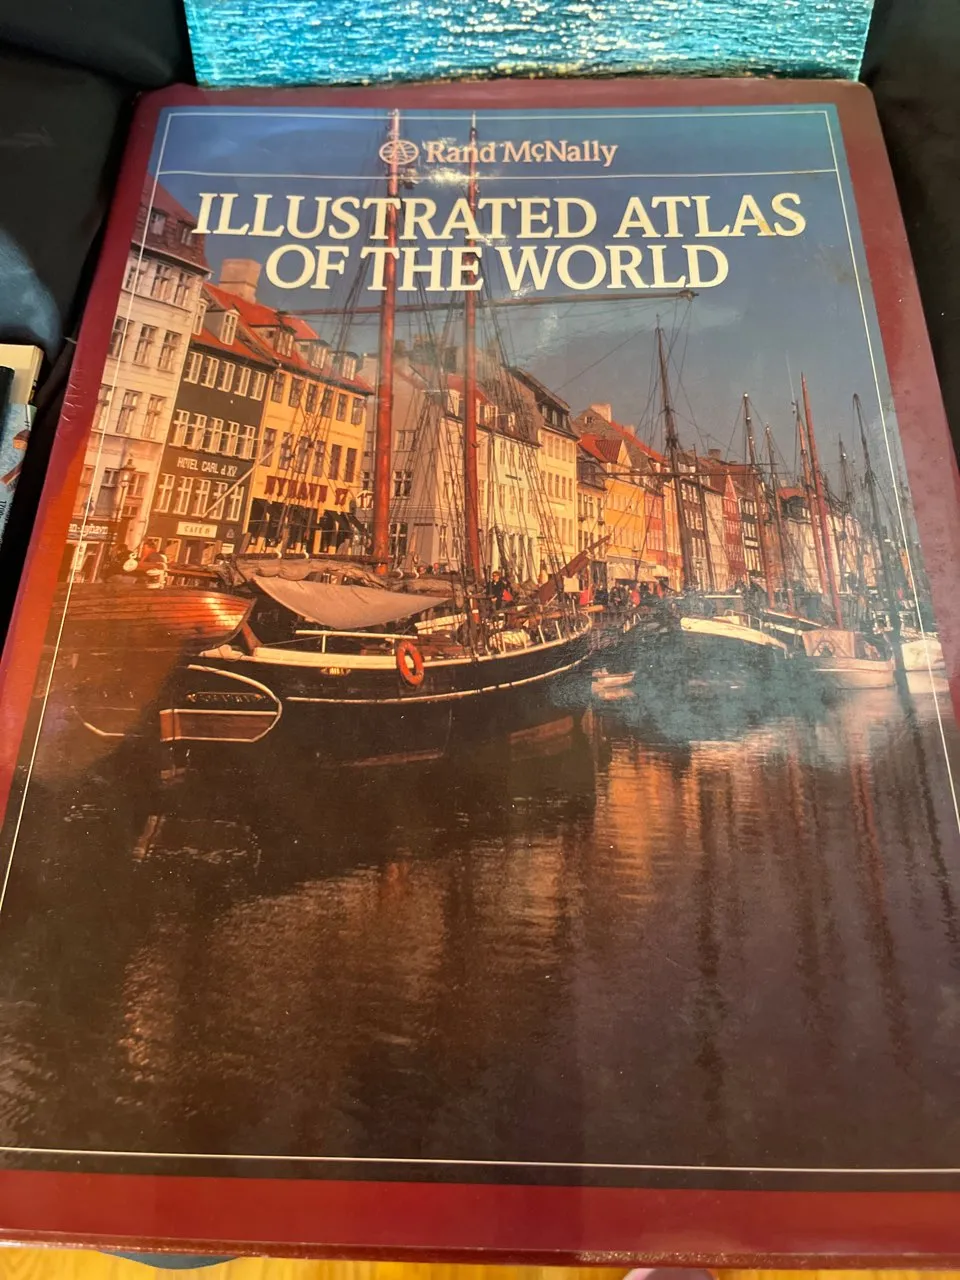 Rand McNally
ILLUSTRATED ATLAS
OF THE WORLD
HOTEL CARL d. XV
NYHAVN 17
CAFE